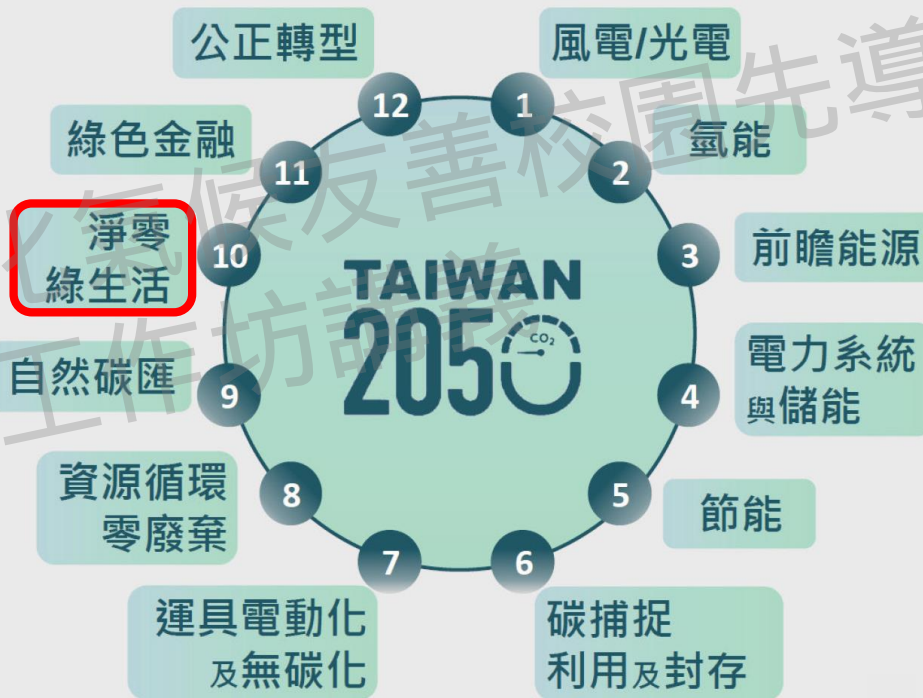 公正轉型
風電/光電
12
1
綠色金融
氫能
11
2
淨零
綠生活
10
3
前瞻能源
TAIWAN
2050
CO₂
自然碳匯
9
4
電力系統
與儲能
資源循環
零廢棄
8
5
節能
7
6
運具電動化
及無碳化
碳捕捉
利用及封存
氣候友善校園先導
工作坊講義